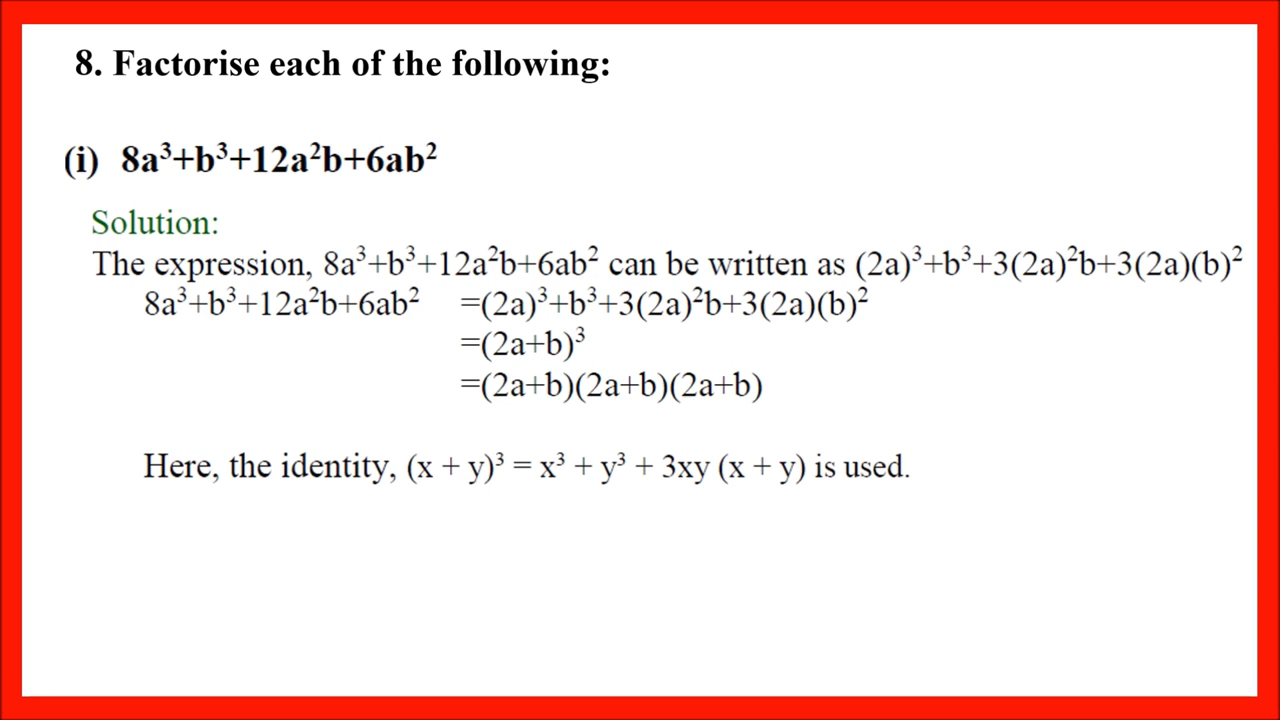 8. Factorise each of the following:
(i) 8a³+b³+12a²b+6ab²
Solution:
The expression, 8a³+b³+12a²b+6ab² can be written as (2a)³+b³+3(2a)²b+3(2a)(b)²
8a³+b³+12a²b+6ab² =(2a)³+b³+3(2a)²b+3(2a)(b)²
=(2a+b)³
=(2a+b)(2a+b)(2a+b)
Here, the identity, (x + y)³ = x³ + y³ + 3xy (x + y) is used.